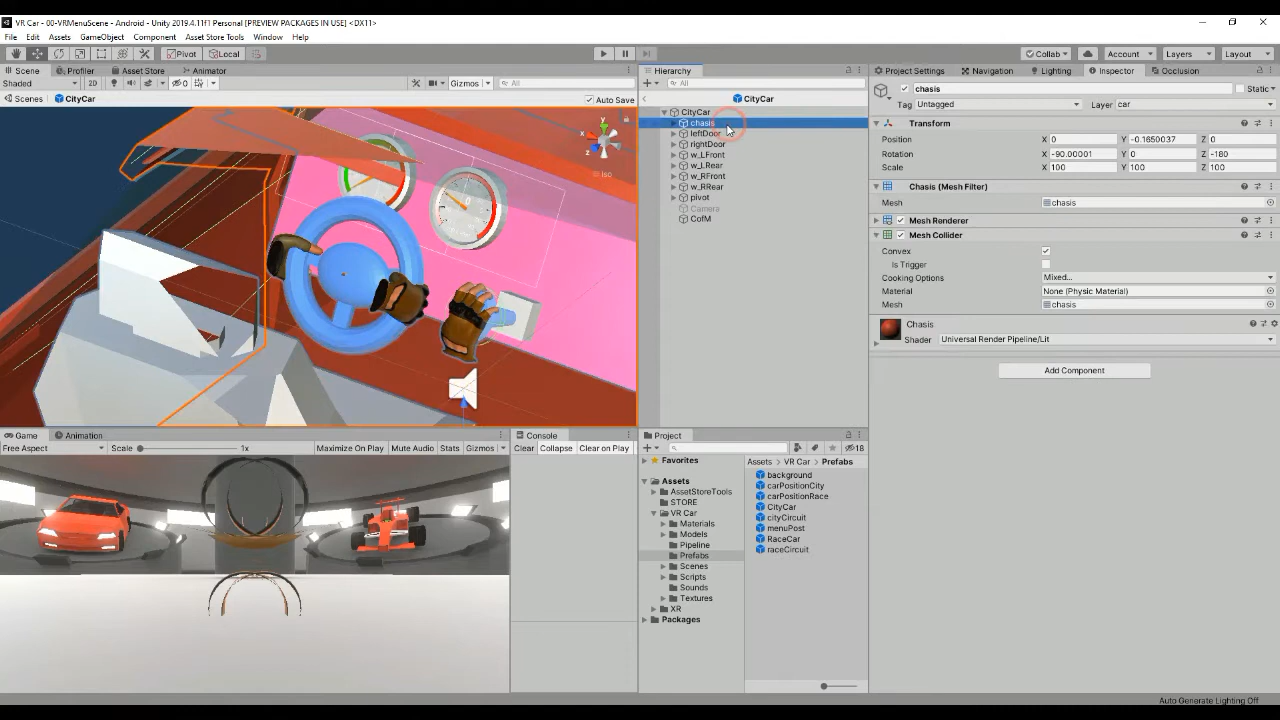 VR Car - 00-VRMenuScene - Android - Unity 2019.4.11f1 Personal [PREVIEW PACKAGES IN USE] <DX11>
File Edit Assets GameObject Component Asset Store Tools Window Help
Pivot Local Collab Account Layers Layout
Scene Profiler Asset Store Animator
Shaded 2D 0 Gizmos All
Scenes CityCar Auto Save
x y z Iso
Hierarchy
All
CityCar
CityCar
chasis
leftDoor
rightDoor
w_LFront
w_LRear
w_RFront
w_RRear
pivot
Camera
CofM
Project Settings Navigation Lighting Inspector Occlusion
chasis Static
Tag Untagged Layer car
Transform
Position X 0 Y -0.1650037 Z 0
Rotation X -90.00001 Y 0 Z -180
Scale X 100 Y 100 Z 100
Chasis (Mesh Filter)
Mesh chasis
Mesh Renderer
Mesh Collider
Convex
Is Trigger
Cooking Options Mixed...
Material None (Physic Material)
Mesh chasis
Chasis
Shader Universal Render Pipeline/Lit
Add Component
Game Animation
Free Aspect Scale 1x Maximize On Play Mute Audio Stats Gizmos
Console
Clear Collapse Clear on Play
Project
18
Favorites
Assets
AssetStoreTools
STORE
VR Car
Materials
Models
Pipeline
Prefabs
Scenes
Scripts
Sounds
Textures
XR
Packages
Assets > VR Car > Prefabs
background
carPositionCity
carPositionRace
CityCar
cityCircuit
menuPost
RaceCar
raceCircuit
Auto Generate Lighting Off